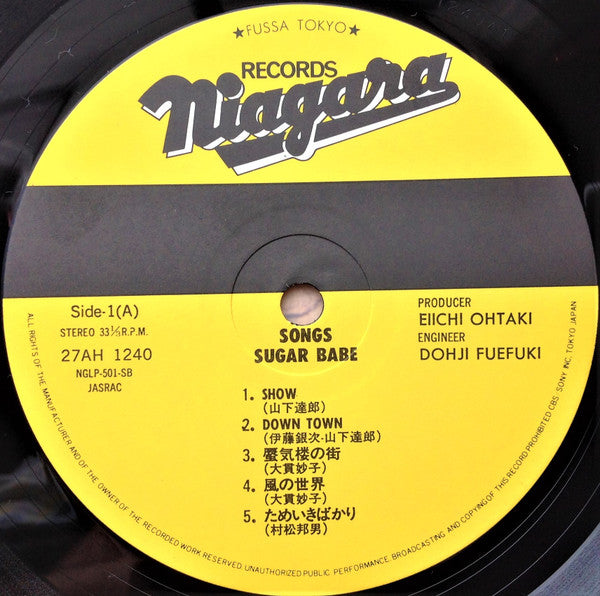 ★FUSSA TOKYO★
RECORDS
Niagara
Side-1(A)
STEREO 33⅓R.P.M.
27AH 1240
NGLP-501-SB
JASRAC
SONGS
SUGAR BABE
PRODUCER
EIICHI OHTAKI
ENGINEER
DOHJI FUEFUKI
1. SHOW
(山下達郎)
2. DOWN TOWN
(伊藤銀次·山下達郎)
3. 蜃気楼の街
(大貫妙子)
4. 風の世界
(大貫妙子)
5. ためいきばかり
(村松邦男)
ALL RIGHTS OF THE MANUFACTURER AND OF THE OWNER OF THE RECORDED WORK RESERVED. UNAUTHORIZED PUBLIC PERFORMANCE, BROADCASTING AND COPYING OF THIS RECORD PROHIBITED. CBS/SONY INC. TOKYO, JAPAN